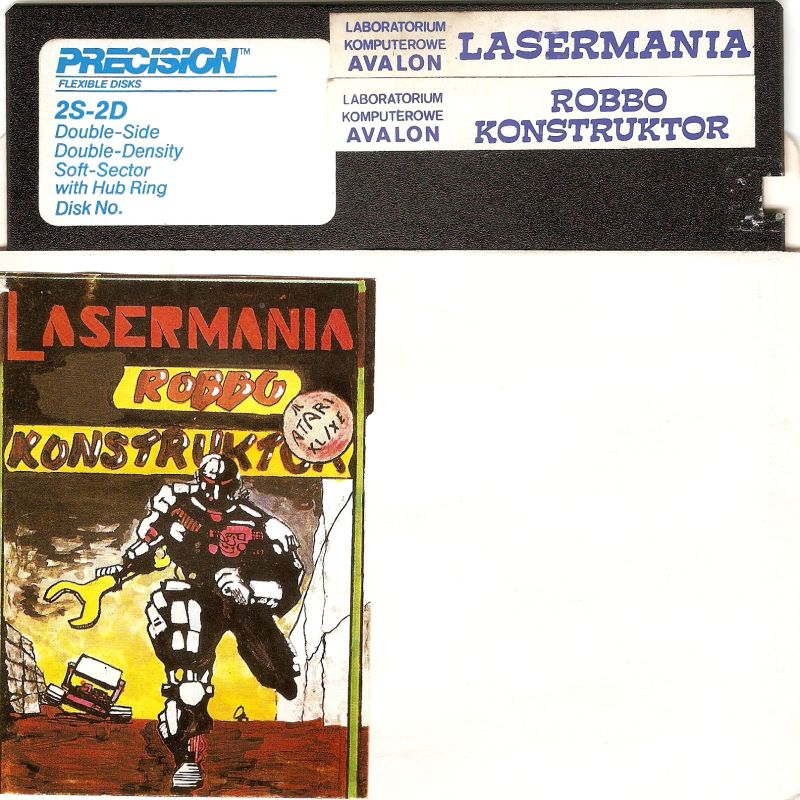 PRECISION™
FLEXIBLE DISKS
2S-2D
Double-Side
Double-Density
Soft-Sector
with Hub Ring
Disk No.
LABORATORIUM
KOMPUTEROWE
AVALON
LASERMANIA
LABORATORIUM
KOMPUTEROWE
AVALON
ROBBO
KONSTRUKTOR
LASERMANIA
ROBBO
KONSTRUKTOR
ATARI
XL/XE